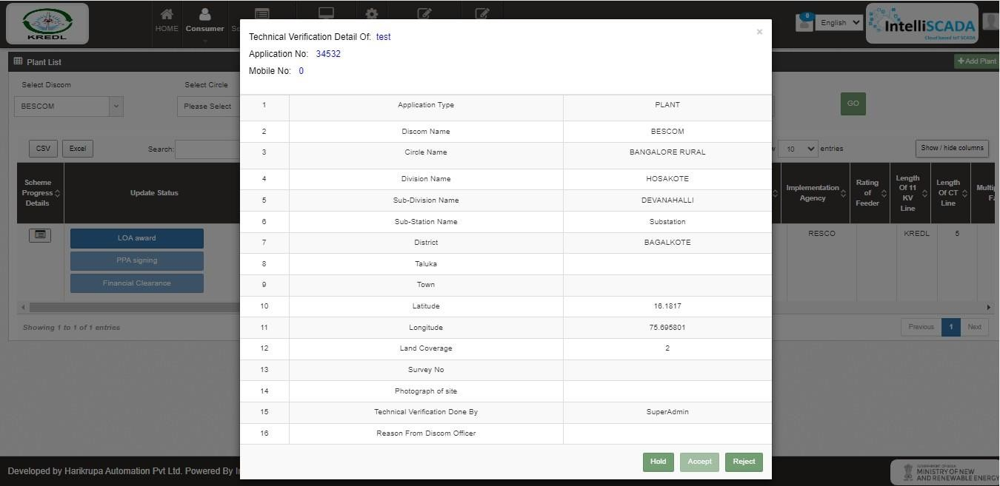 KREDL
HOME
Consumer
0
English
IntelliSCADA
Cloud based IoT SCADA
Technical Verification Detail Of: test
Application No: 34532
Mobile No: 0
×
Plant List
Add Plant
Select Discom
BESCOM
Select Circle
Please Select
GO
CSV
Excel
Search:
10
entries
Show / hide columns
Scheme Progress Details
Update Status
Implementation Agency
Rating of Feeder
Length Of 11 KV Line
Length Of CT Line
LOA award
PPA signing
Financial Clearance
RESCO
KREDL
5
Showing 1 to 1 of 1 entries
Previous
1
Next
1 Application Type PLANT
2 Discom Name BESCOM
3 Circle Name BANGALORE RURAL
4 Division Name HOSAKOTE
5 Sub-Division Name DEVANAHALLI
6 Sub-Station Name Substation
7 District BAGALKOTE
8 Taluka
9 Town
10 Latitude 16.1817
11 Longitude 75.695801
12 Land Coverage 2
13 Survey No
14 Photograph of site
15 Technical Verification Done By SuperAdmin
16 Reason From Discom Officer
Hold
Accept
Reject
Developed by Harikrupa Automation Pvt Ltd. Powered By
GOVERNMENT OF INDIA
MINISTRY OF NEW
AND RENEWABLE ENERGY